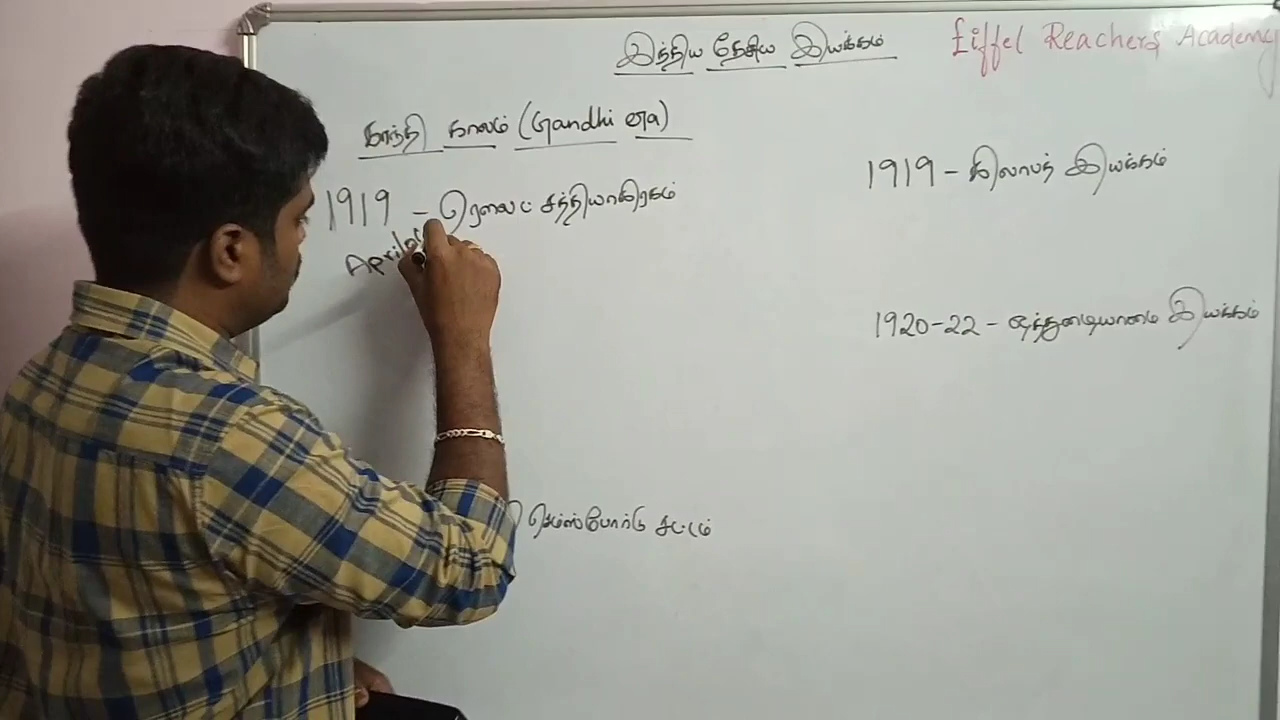 இந்திய தேசிய இயக்கம்
Eiffel Reachers Academy
காந்தி காலம் (Gandhi era)
1919 - ரௌலட் சத்தியாகிரகம்
April
1919 - கிலாபத் இயக்கம்
1920-22 - ஒத்துழையாமை இயக்கம்
செம்ஸ்போர்டு சட்டம்